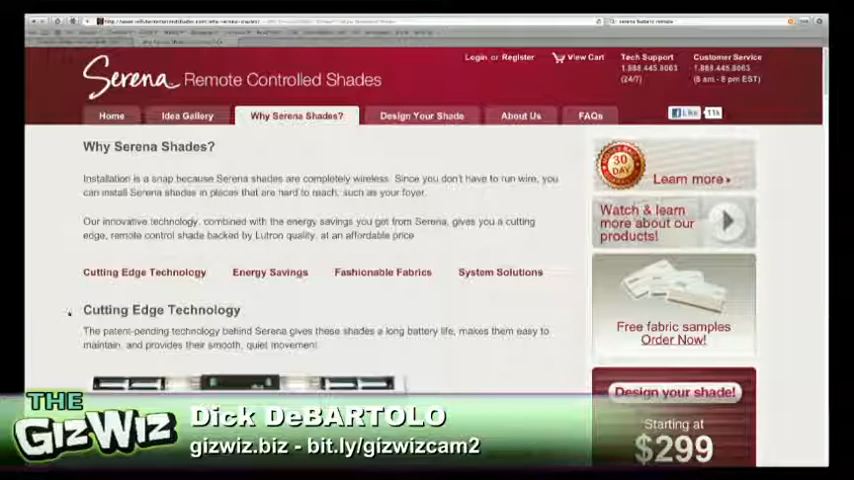 Login or Register
View Cart
Tech Support
1.888.445.8063
(24/7)
Customer Service
1.888.445.8063
(8 am - 8 pm EST)
Serena Remote Controlled Shades
Home
Idea Gallery
Why Serena Shades?
Design Your Shade
About Us
FAQs
Like
11k
Why Serena Shades?
Installation is a snap because Serena shades are completely wireless. Since you don't have to run wire, you
can install Serena shades in places that are hard to reach, such as your foyer.
Our innovative technology, combined with the energy savings you get from Serena, gives you a cutting
edge, remote control shade backed by Lutron quality, at an affordable price
Cutting Edge Technology
Energy Savings
Fashionable Fabrics
System Solutions
Cutting Edge Technology
The patent-pending technology behind Serena gives these shades a long battery life, makes them easy to
maintain, and provides their smooth, quiet movement.
30
DAY
Learn more
Watch & learn
more about our
products!
Free fabric samples
Order Now!
Design your shade!
Starting at
$299
THE
GizWiz
Dick DeBARTOLO
gizwiz.biz - bit.ly/gizwizcam2